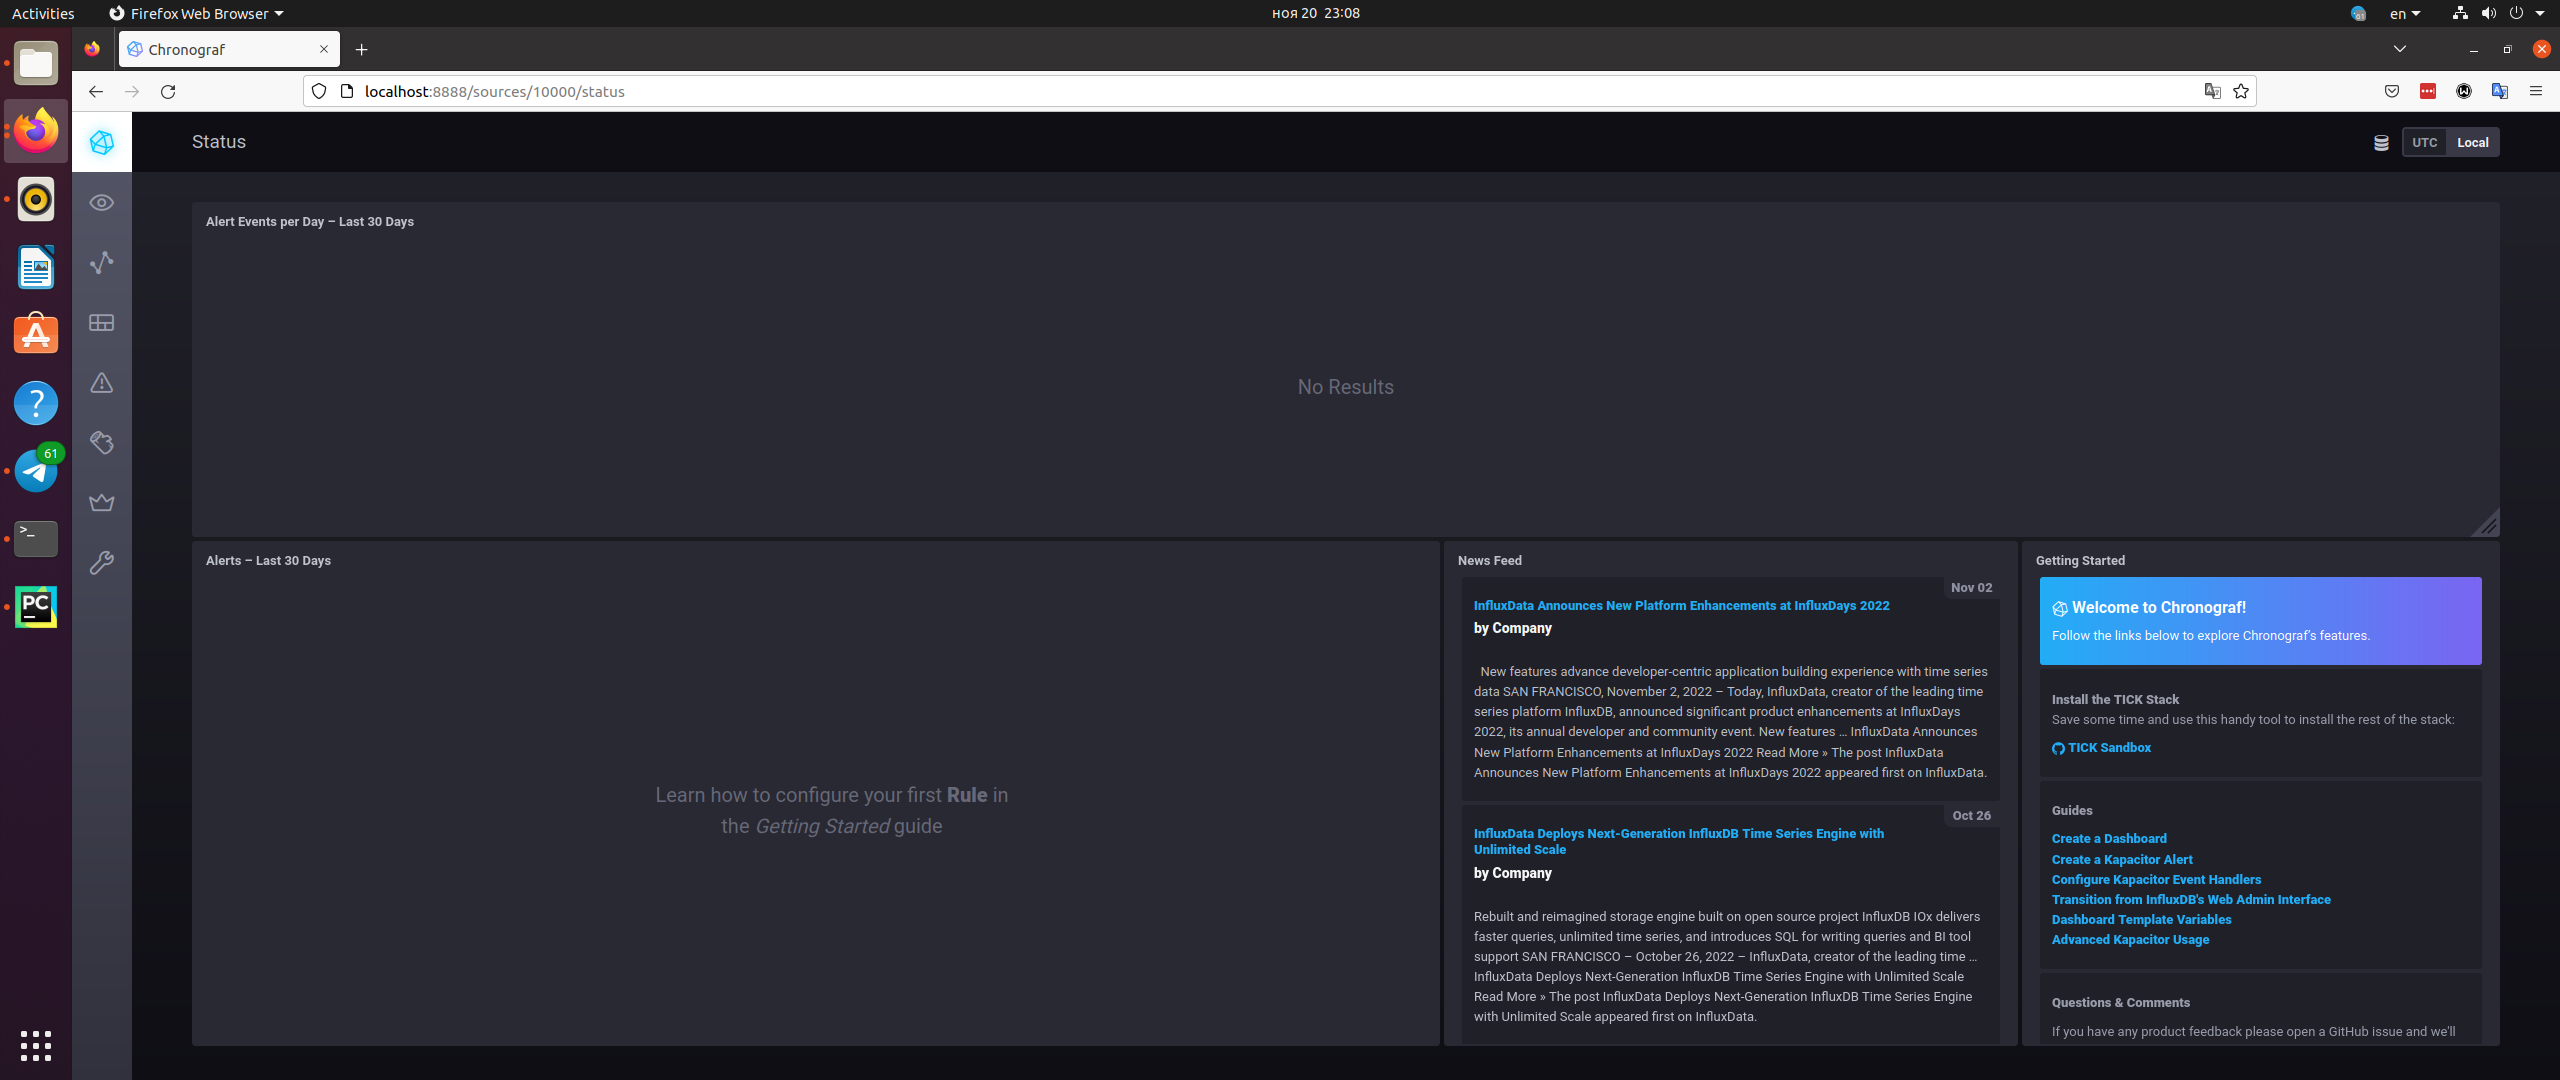 Activities
Firefox Web Browser
ноя 20 23:08
en
Chronograf
localhost:8888/sources/10000/status
Status
UTC
Local
Alert Events per Day – Last 30 Days
No Results
61
>_
PC
Alerts – Last 30 Days
Learn how to configure your first Rule in
the Getting Started guide
News Feed
Nov 02
InfluxData Announces New Platform Enhancements at InfluxDays 2022
by Company
New features advance developer-centric application building experience with time series
data SAN FRANCISCO, November 2, 2022 – Today, InfluxData, creator of the leading time
series platform InfluxDB, announced significant product enhancements at InfluxDays
2022, its annual developer and community event. New features … InfluxData Announces
New Platform Enhancements at InfluxDays 2022 Read More » The post InfluxData
Announces New Platform Enhancements at InfluxDays 2022 appeared first on InfluxData.
Oct 26
InfluxData Deploys Next-Generation InfluxDB Time Series Engine with
Unlimited Scale
by Company
Rebuilt and reimagined storage engine built on open source project InfluxDB IOx delivers
faster queries, unlimited time series, and introduces SQL for writing queries and BI tool
support SAN FRANCISCO – October 26, 2022 – InfluxData, creator of the leading time …
InfluxData Deploys Next-Generation InfluxDB Time Series Engine with Unlimited Scale
Read More » The post InfluxData Deploys Next-Generation InfluxDB Time Series Engine
with Unlimited Scale appeared first on InfluxData.
Getting Started
Welcome to Chronograf!
Follow the links below to explore Chronograf's features.
Install the TICK Stack
Save some time and use this handy tool to install the rest of the stack:
TICK Sandbox
Guides
Create a Dashboard
Create a Kapacitor Alert
Configure Kapacitor Event Handlers
Transition from InfluxDB's Web Admin Interface
Dashboard Template Variables
Advanced Kapacitor Usage
Questions & Comments
If you have any product feedback please open a GitHub issue and we'll